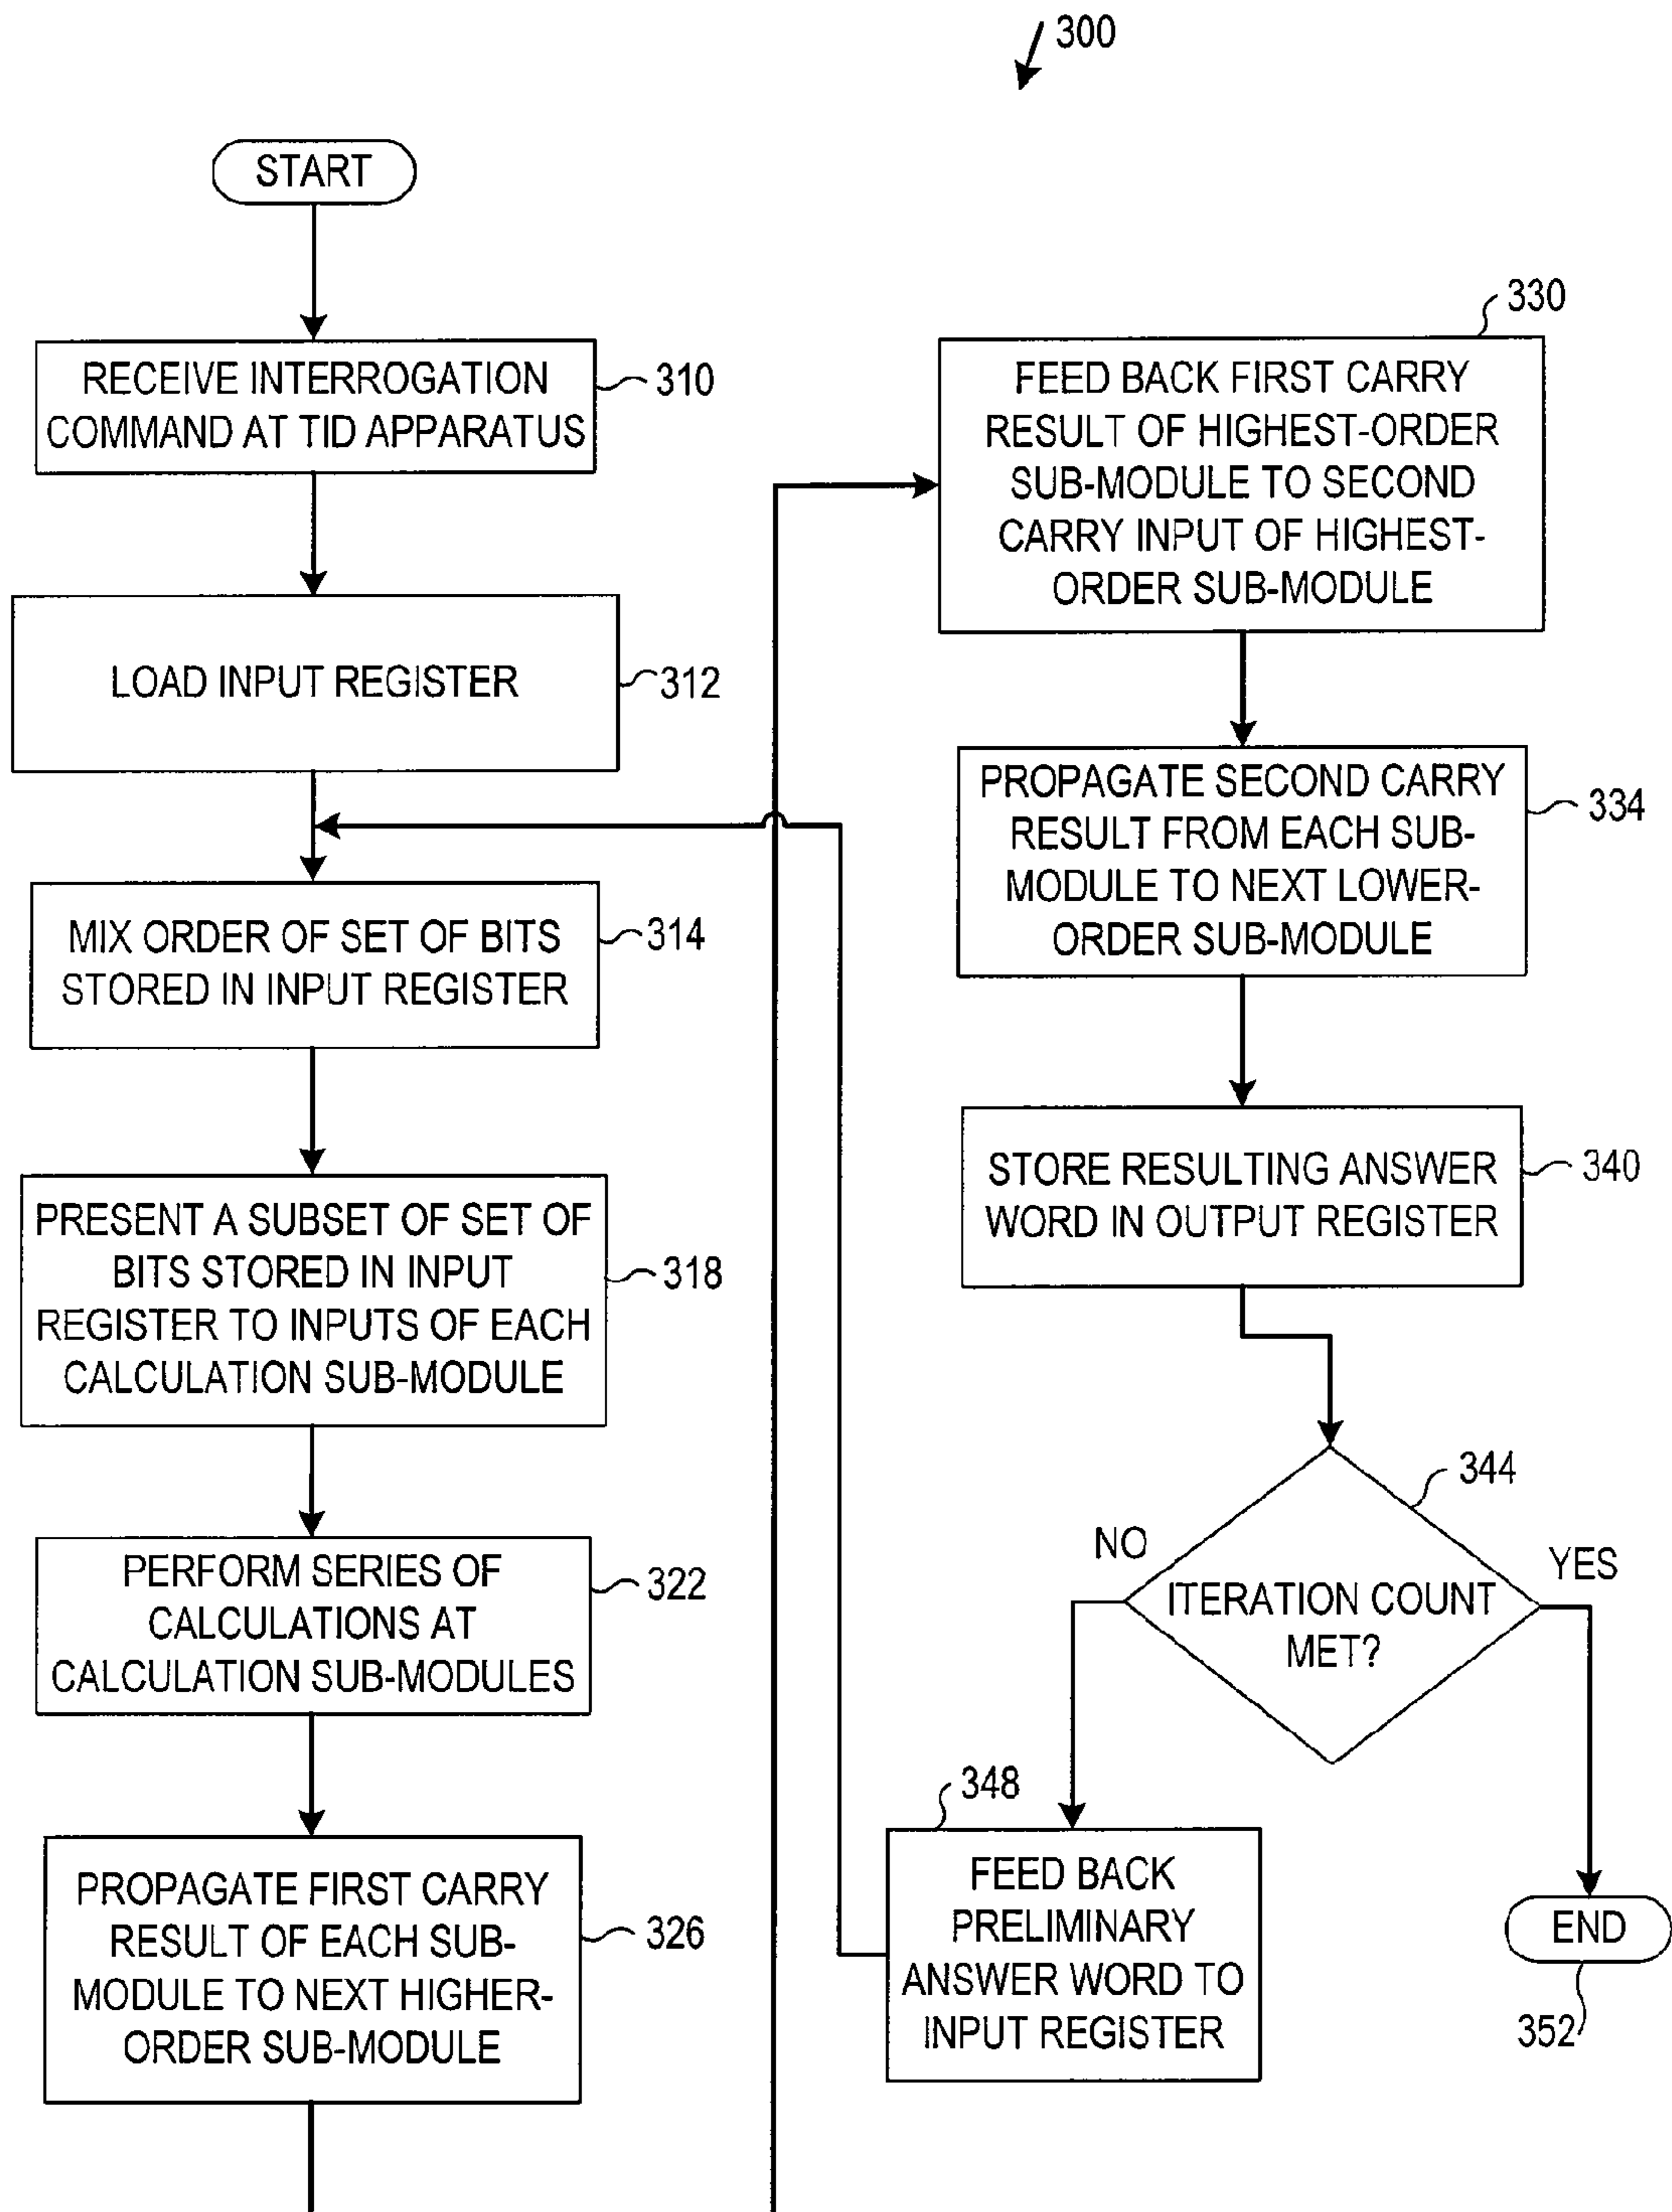 300
START
RECEIVE INTERROGATION
COMMAND AT TID APPARATUS
310
LOAD INPUT REGISTER
312
MIX ORDER OF SET OF BITS
STORED IN INPUT REGISTER
314
PRESENT A SUBSET OF SET OF
BITS STORED IN INPUT
REGISTER TO INPUTS OF EACH
CALCULATION SUB-MODULE
318
PERFORM SERIES OF
CALCULATIONS AT
CALCULATION SUB-MODULES
322
PROPAGATE FIRST CARRY
RESULT OF EACH SUB-
MODULE TO NEXT HIGHER-
ORDER SUB-MODULE
326
330
FEED BACK FIRST CARRY
RESULT OF HIGHEST-ORDER
SUB-MODULE TO SECOND
CARRY INPUT OF HIGHEST-
ORDER SUB-MODULE
PROPAGATE SECOND CARRY
RESULT FROM EACH SUB-
MODULE TO NEXT LOWER-
ORDER SUB-MODULE
334
STORE RESULTING ANSWER
WORD IN OUTPUT REGISTER
340
344
NO
YES
ITERATION COUNT
MET?
348
FEED BACK
PRELIMINARY
ANSWER WORD TO
INPUT REGISTER
END
352